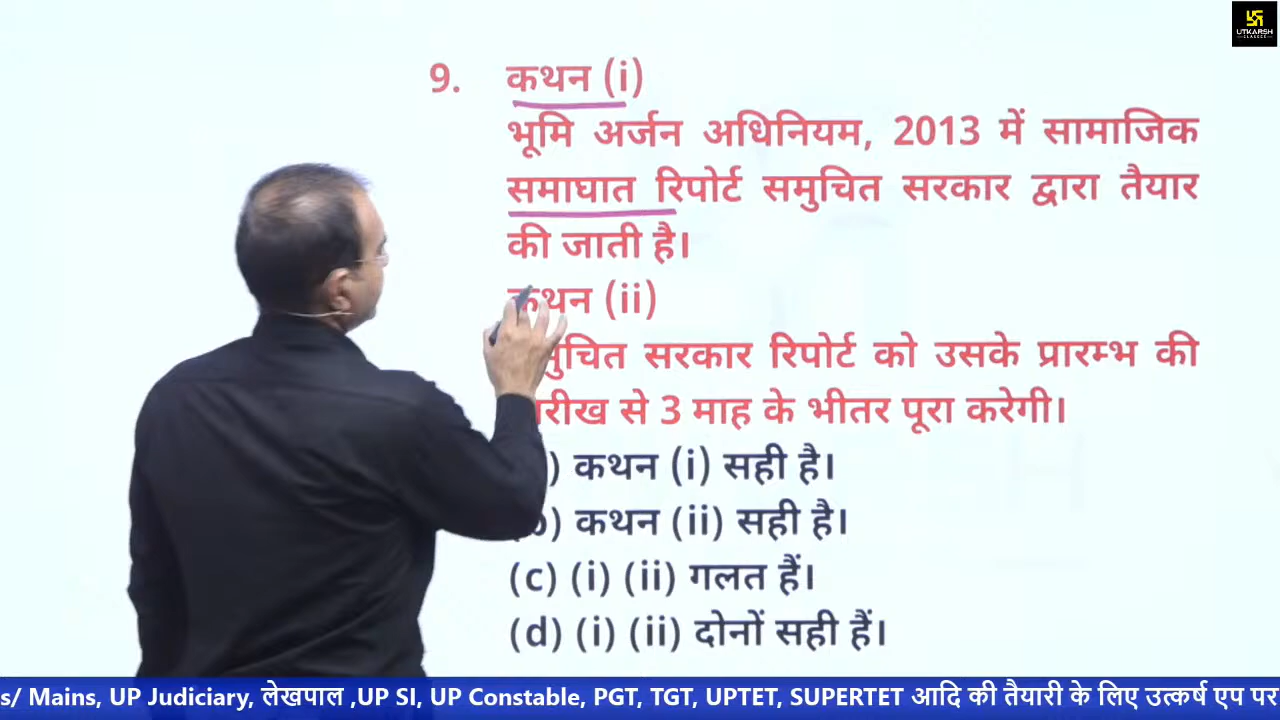 UTKARSH
CLASSES
9. कथन (i)
भूमि अर्जन अधिनियम, 2013 में सामाजिक
समाघात रिपोर्ट समुचित सरकार द्वारा तैयार
की जाती है।
कथन (ii)
सरकार रिपोर्ट को उसके प्रारम्भ की
से 3 माह के भीतर पूरा करेगी।
) कथन (i) सही है।
(b) कथन (ii) सही है।
(c) (i) (ii) गलत हैं।
(d) (i) (ii) दोनों सही हैं।
s/ Mains, UP Judiciary, लेखपाल ,UP SI, UP Constable, PGT, TGT, UPTET, SUPERTET आदि की तैयारी के लिए उत्कर्ष एप पर